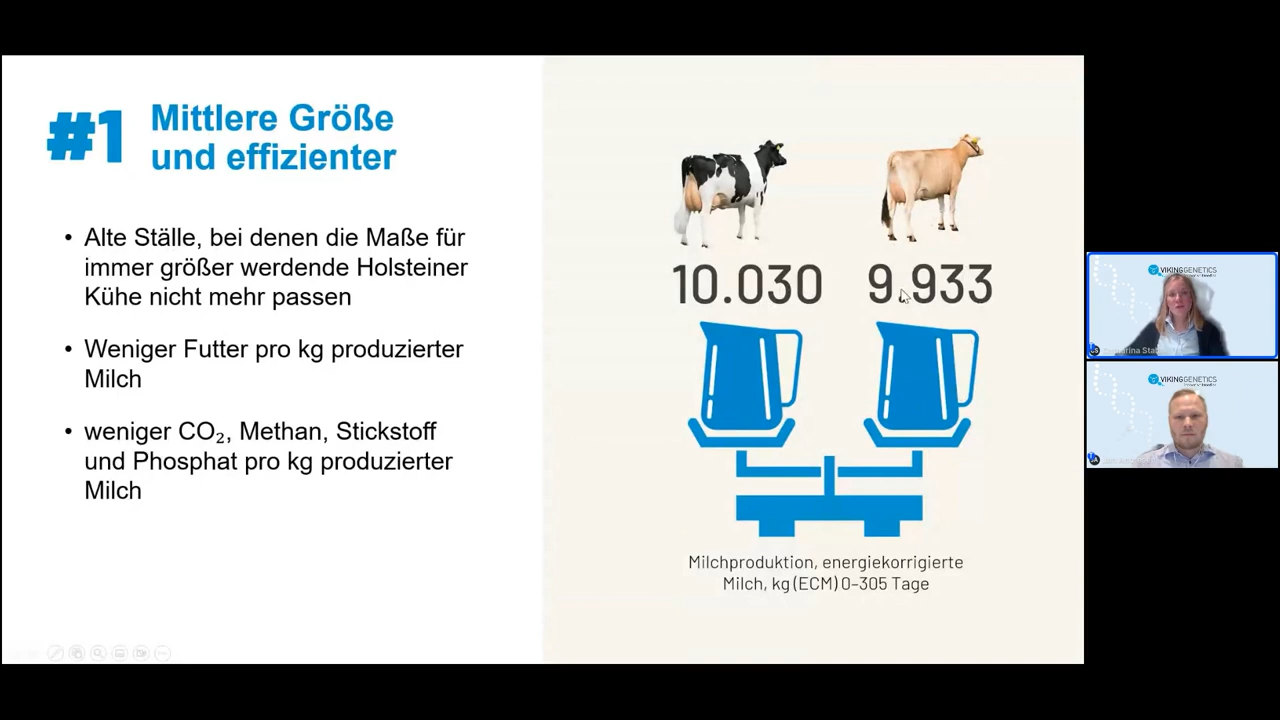 #1 Mittlere Größe
und effizienter
• Alte Ställe, bei denen die Maße für
immer größer werdende Holsteiner
Kühe nicht mehr passen
• Weniger Futter pro kg produzierter
Milch
• weniger CO₂, Methan, Stickstoff
und Phosphat pro kg produzierter
Milch
10.030 9.933
Milchproduktion, energiekorrigierte
Milch, kg (ECM) 0–305 Tage
VIKINGGENETICS
VIKINGGENETICS